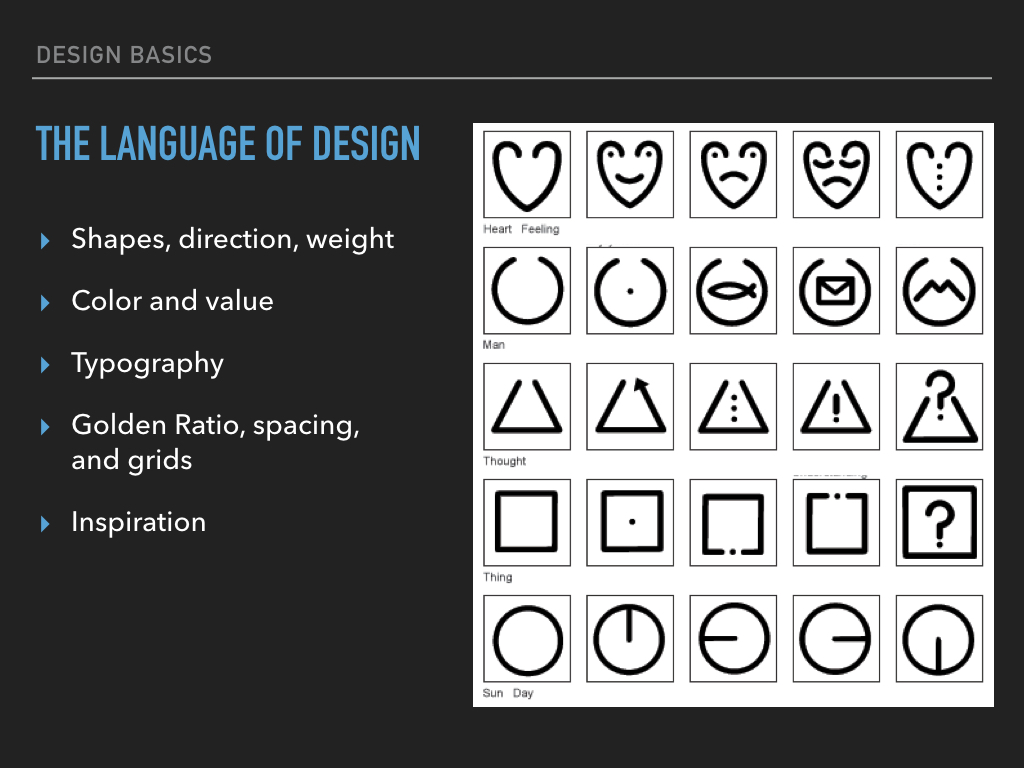 DESIGN BASICS
THE LANGUAGE OF DESIGN
Shapes, direction, weight
Color and value
Typography
Golden Ratio, spacing,
and grids
Inspiration
Heart Feeling
Man
Thought
Thing
Sun Day